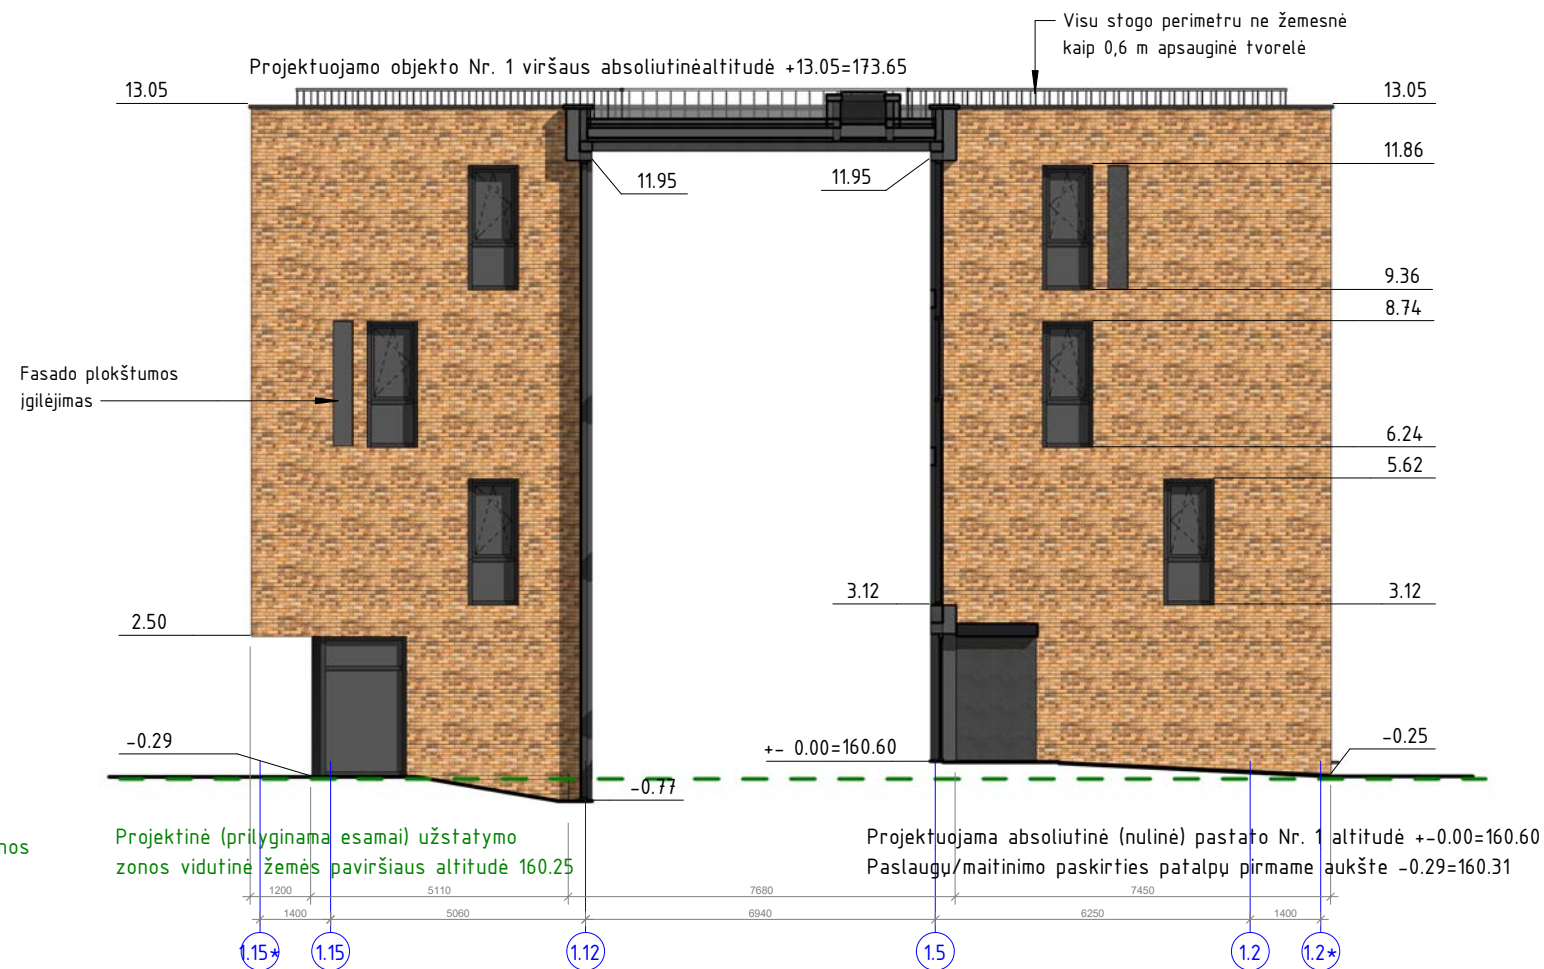 Visu stogo perimetru ne žemesnė
kaip 0,6 m apsauginė tvorelė
Projektuojamo objekto Nr. 1 viršaus absoliutinėaltitudė +13.05=173.65
13.05
13.05
11.86
11.95
11.95
9.36
8.74
Fasado plokštumos
įgilėjimas
6.24
5.62
3.12
3.12
2.50
-0.29
+- 0.00=160.60
-0.25
-0.77
nos
Projektinė (prilyginama esamai) užstatymo
zonos vidutinė žemės paviršiaus altitudė 160.25
Projektuojama absoliutinė (nulinė) pastato Nr. 1 altitudė +-0.00=160.60
Paslaugų/maitinimo paskirties patalpų pirmame aukšte -0.29=160.31
1200 5110 7680 7450
1400 5060 6940 6250 1400
1.15* 1.15 1.12 1.5 1.2 1.2*